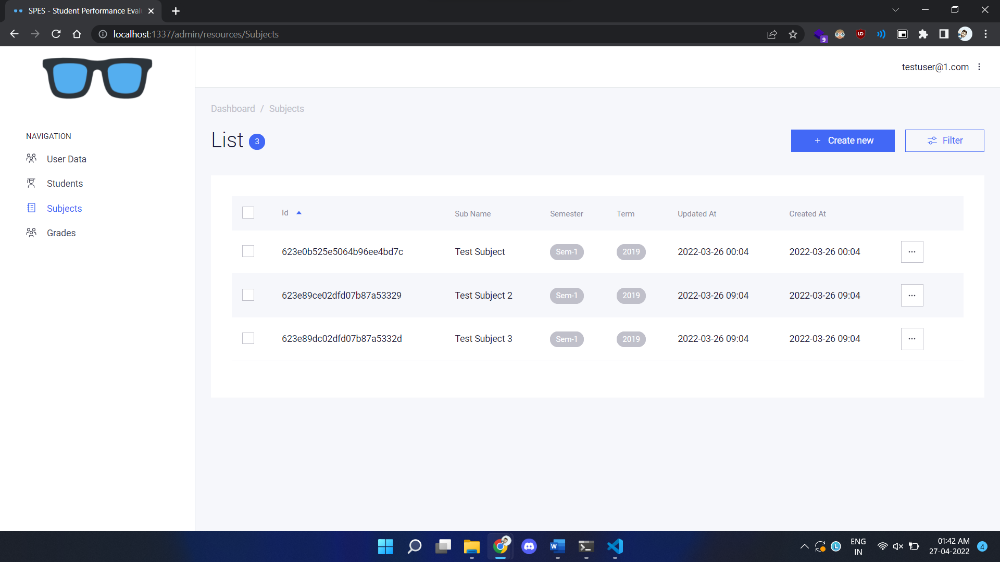 SPES - Student Performance Eval
localhost:1337/admin/resources/Subjects
9
testuser@1.com
Dashboard / Subjects
NAVIGATION
User Data
Students
Subjects
Grades
List 3
+ Create new
Filter
Id Sub Name Semester Term Updated At Created At
623e0b525e5064b96ee4bd7c Test Subject Sem-1 2019 2022-03-26 00:04 2022-03-26 00:04
623e89ce02dfd07b87a53329 Test Subject 2 Sem-1 2019 2022-03-26 09:04 2022-03-26 09:04
623e89dc02dfd07b87a5332d Test Subject 3 Sem-1 2019 2022-03-26 09:04 2022-03-26 09:04
W
L
ENG
IN
01:42 AM
27-04-2022
4